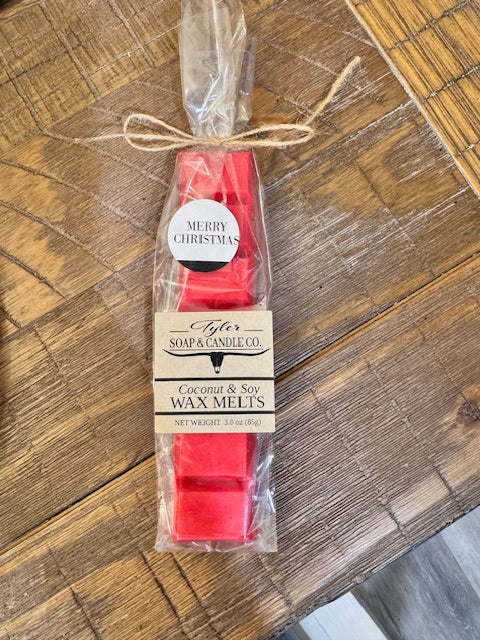 MERRY
CHRISTMAS
Tyler
SOAP & CANDLE CO.
Coconut & Soy
WAX MELTS
NET WEIGHT 3.0 oz (85g)